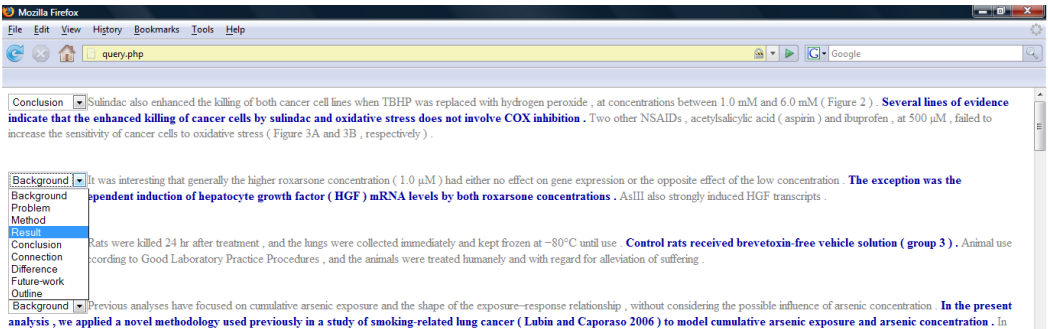 Mozilla Firefox
File Edit View History Bookmarks Tools Help
query.php
Google
Conclusion Sulindac also enhanced the killing of both cancer cell lines when TBHP was replaced with hydrogen peroxide , at concentrations between 1.0 mM and 6.0 mM ( Figure 2 ) . Several lines of evidence
indicate that the enhanced killing of cancer cells by sulindac and oxidative stress does not involve COX inhibition . Two other NSAIDs , acetylsalicylic acid ( aspirin ) and ibuprofen , at 500 μM , failed to
increase the sensitivity of cancer cells to oxidative stress ( Figure 3A and 3B , respectively ) .
Background It was interesting that generally the higher roxarsone concentration ( 1.0 μM ) had either no effect on gene expression or the opposite effect of the low concentration . The exception was the
Background ependent induction of hepatocyte growth factor ( HGF ) mRNA levels by both roxarsone concentrations . AsIII also strongly induced HGF transcripts .
Problem
Method
Result
Conclusion Rats were killed 24 hr after treatment , and the lungs were collected immediately and kept frozen at −80°C until use . Control rats received brevetoxin-free vehicle solution ( group 3 ) . Animal use
Connection ccording to Good Laboratory Practice Procedures , and the animals were treated humanely and with regard for alleviation of suffering .
Difference
Future-work
Outline
Background Previous analyses have focused on cumulative arsenic exposure and the shape of the exposure–response relationship , without considering the possible influence of arsenic concentration . In the present
analysis , we applied a novel methodology used previously in a study of smoking-related lung cancer ( Lubin and Caporaso 2006 ) to model cumulative arsenic exposure and arsenic concentration . In